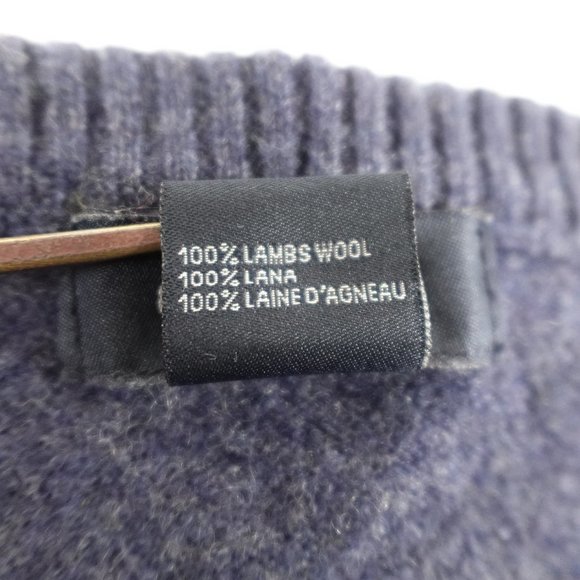 100% LAMBS WOOL
100% LANA
100% LAINE D'AGNEAU